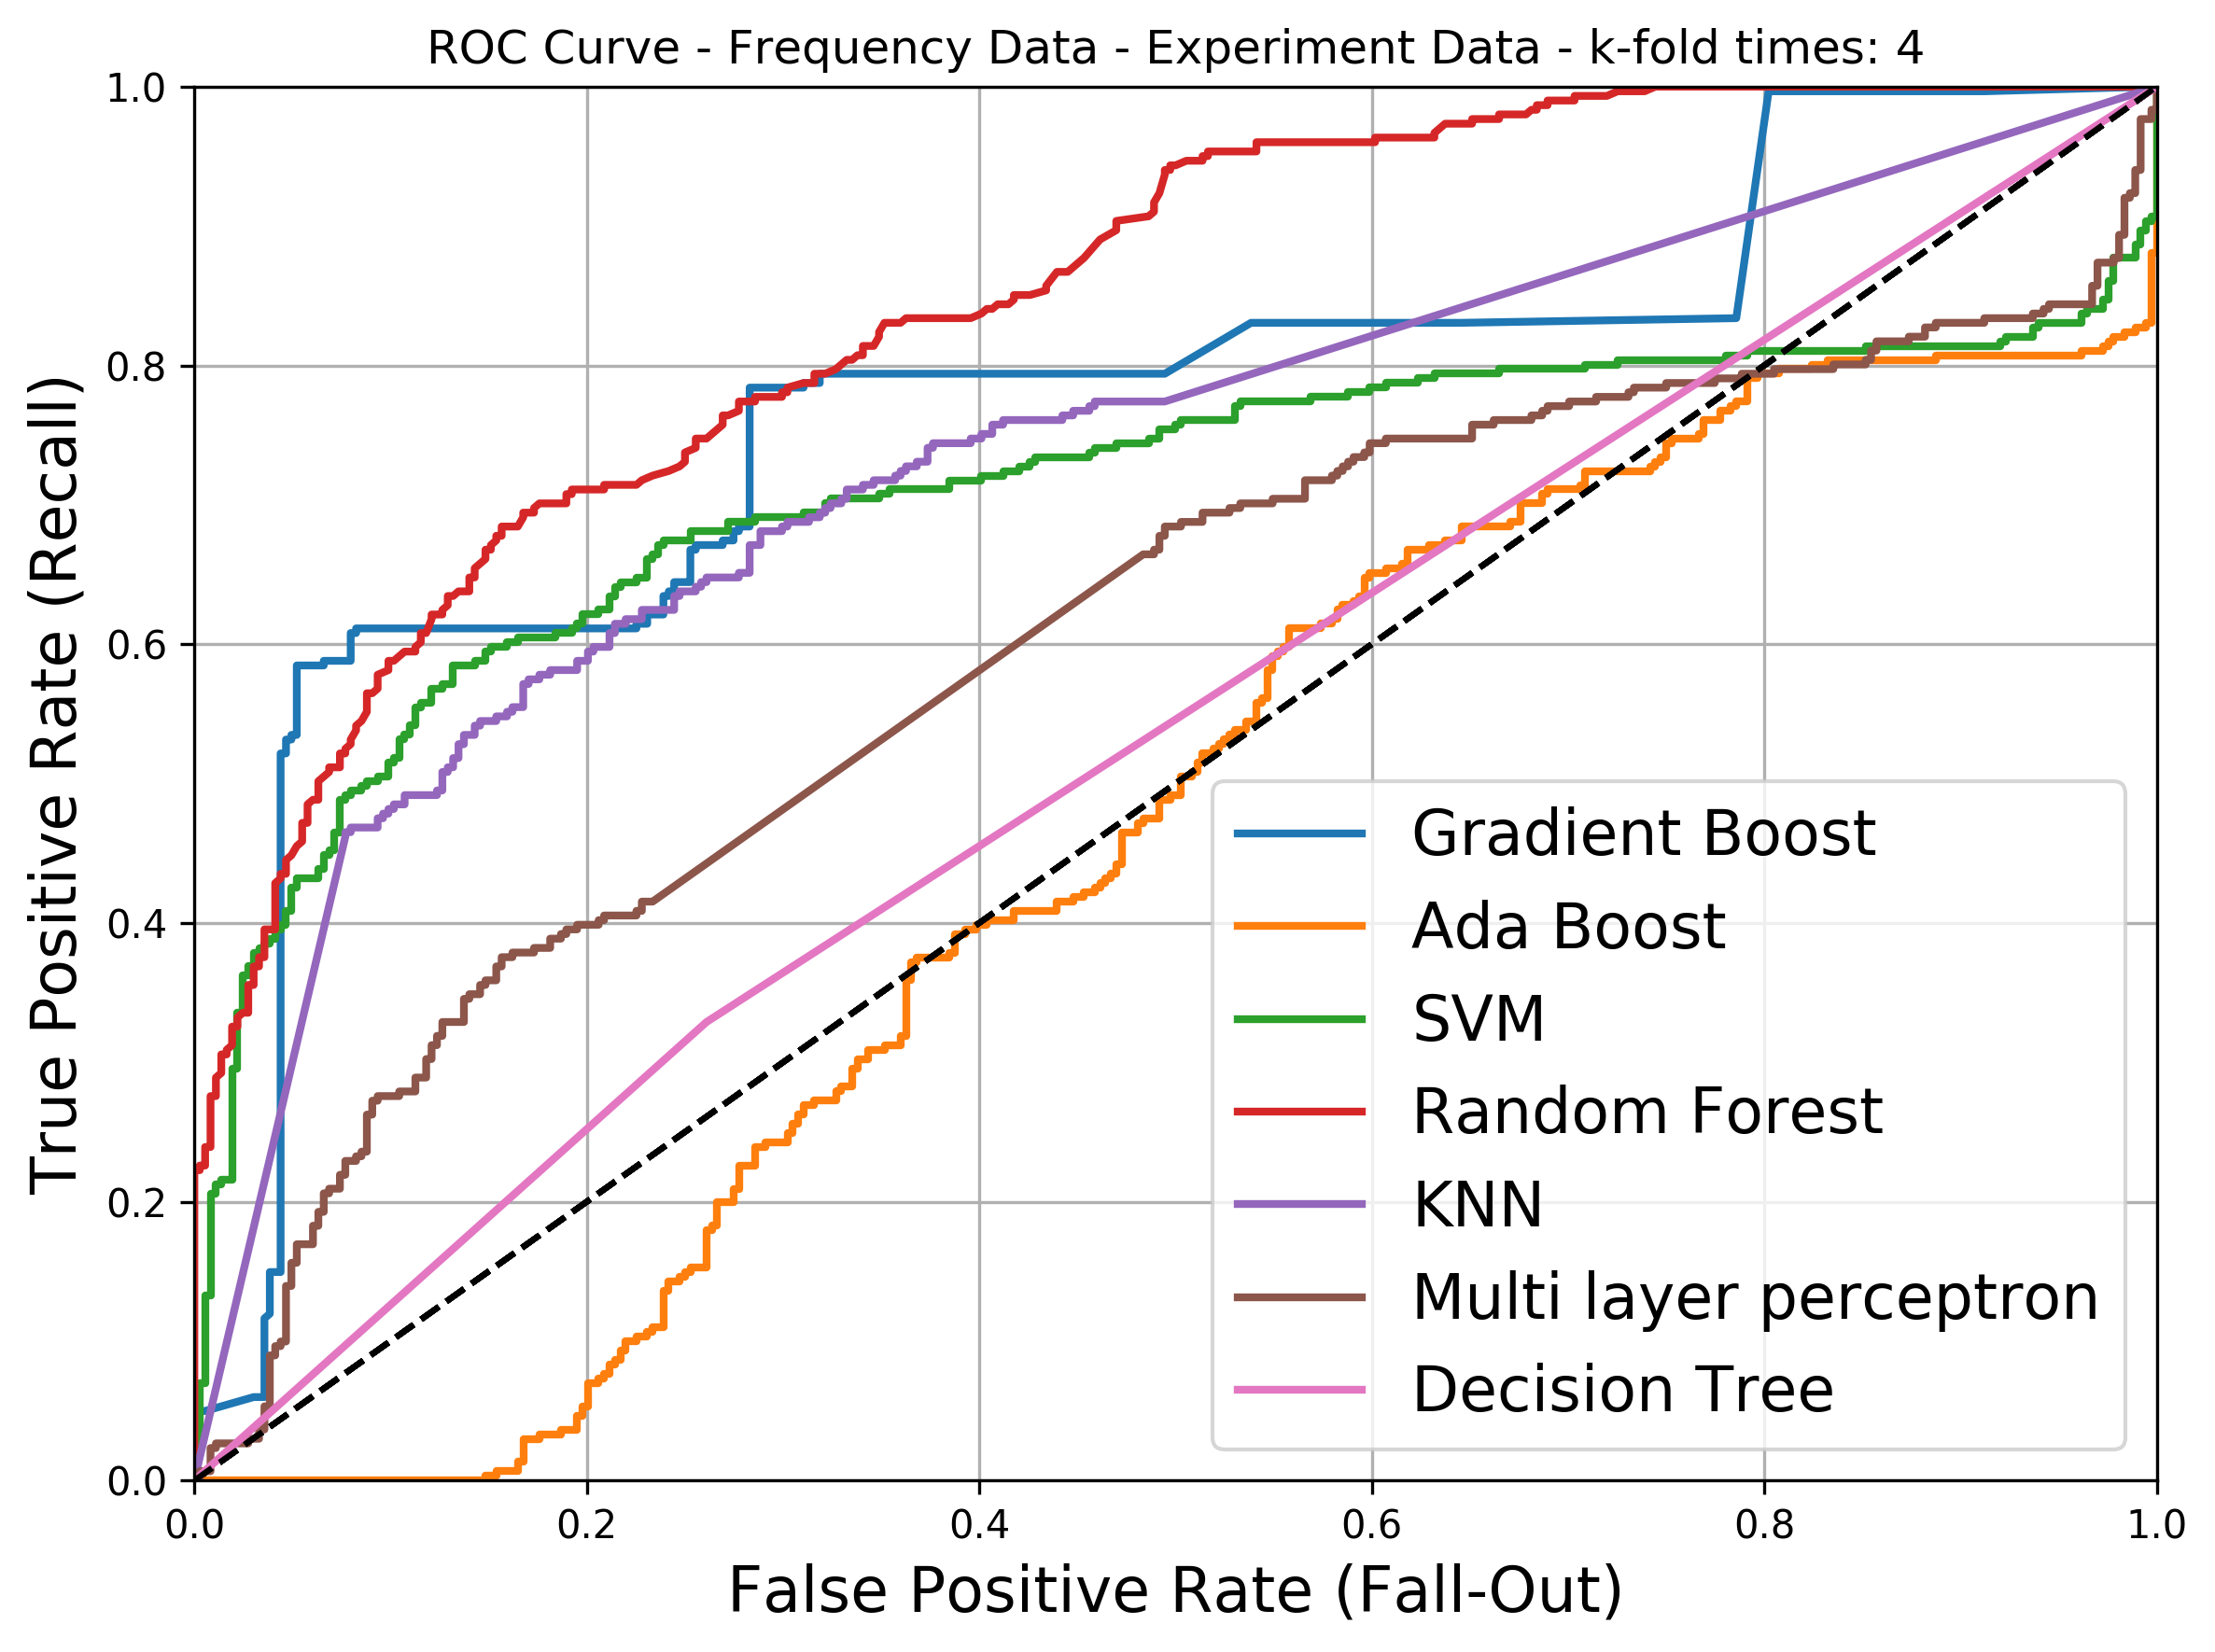 ROC Curve - Frequency Data - Experiment Data - k-fold times: 4
True Positive Rate (Recall)
1.0
0.8
0.6
0.4
0.2
0.0
Gradient Boost
Ada Boost
SVM
Random Forest
KNN
Multi layer perceptron
Decision Tree
0.0 0.2 0.4 0.6 0.8 1.0
False Positive Rate (Fall-Out)